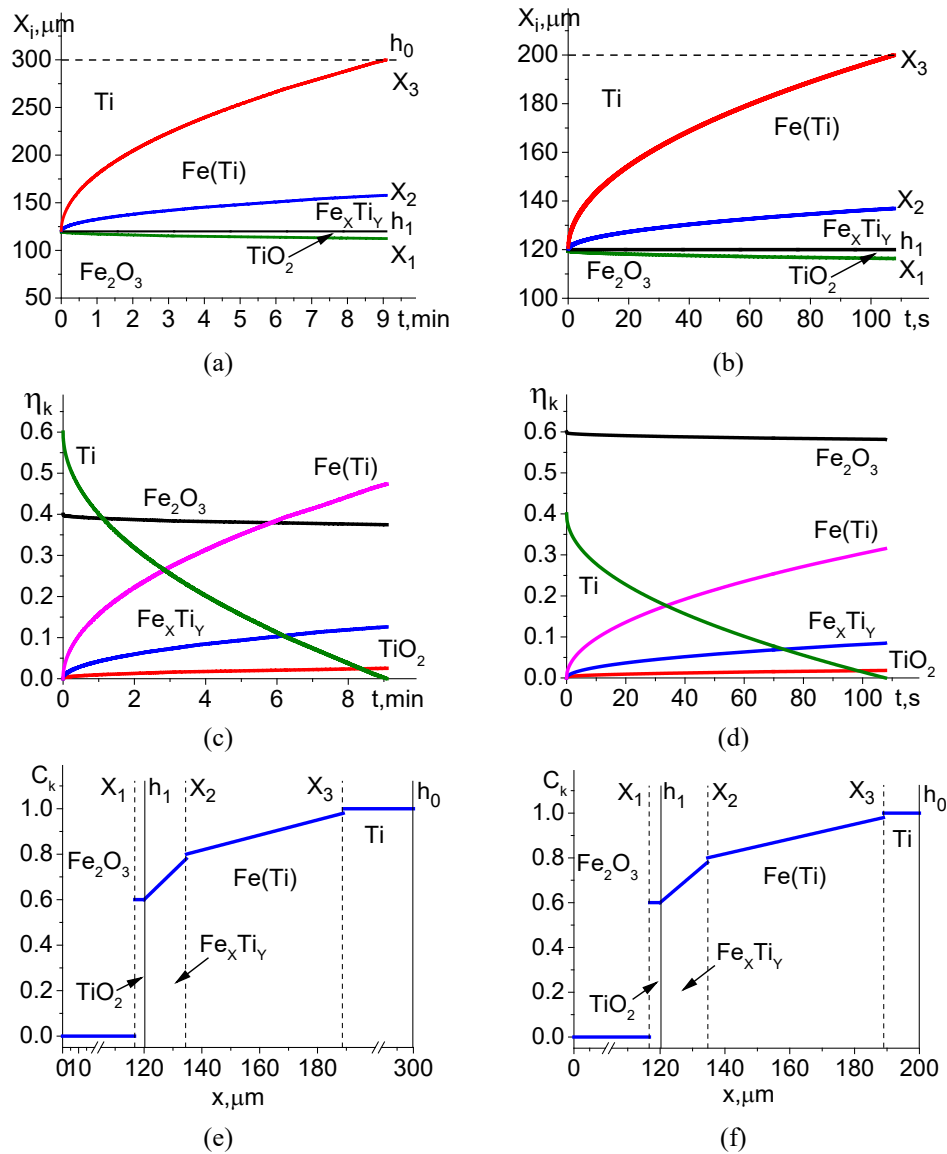 Xᵢ,μm
300
250
200
150
100
50
0
1
2
3
4
5
6
7
8
9
t,min
h₀
X₃
Ti
Fe(Ti)
X₂
FeₓTiᵧ
h₁
TiO₂
X₁
Fe₂O₃
(a)
Xᵢ,μm
200
180
160
140
120
100
0
20
40
60
80
100
t,s
X₃
Ti
Fe(Ti)
X₂
FeₓTiᵧ
h₁
Fe₂O₃
TiO₂
X₁
(b)
ηₖ
0.6
0.5
0.4
0.3
0.2
0.1
0.0
0
2
4
6
8
t,min
Ti
Fe₂O₃
Fe(Ti)
FeₓTiᵧ
TiO₂
(c)
ηₖ
0.6
0.5
0.4
0.3
0.2
0.1
0.0
0
20
40
60
80
100
t,s
Fe₂O₃
Fe(Ti)
Ti
FeₓTiᵧ
TiO₂
(d)
Cₖ
X₁
h₁
X₂
X₃
h₀
1.0
0.8
0.6
0.4
0.2
0.0
Fe₂O₃
Ti
Fe(Ti)
FeₓTiᵧ
TiO₂
0
10
120
140
160
180
300
x,μm
(e)
Cₖ
X₁
h₁
X₂
X₃
h₀
1.0
0.8
0.6
0.4
0.2
0.0
Fe₂O₃
Ti
Fe(Ti)
FeₓTiᵧ
TiO₂
0
120
140
160
180
200
x,μm
(f)